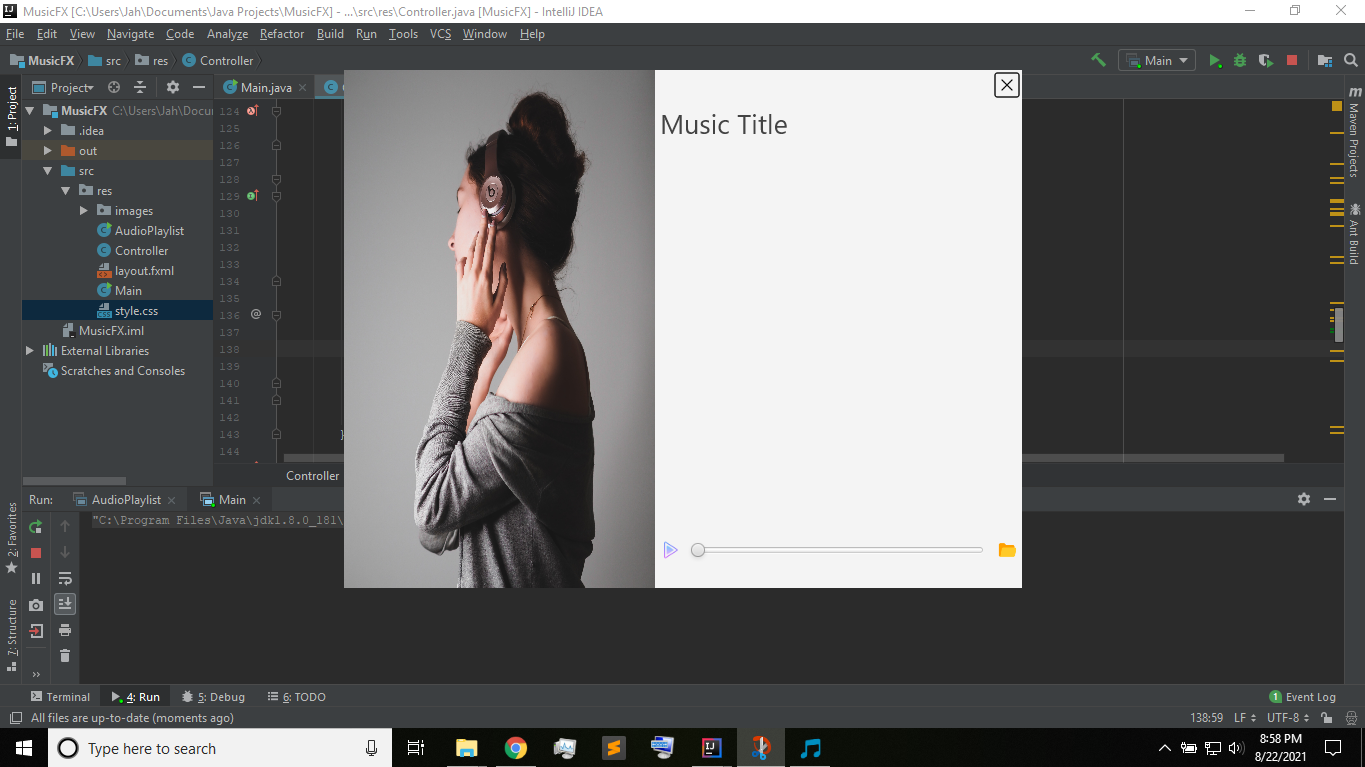 MusicFX [C:\Users\Jah\Documents\Java Projects\MusicFX] - ...\src\res\Controller.java [MusicFX] - IntelliJ IDEA
File Edit View Navigate Code Analyze Refactor Build Run Tools VCS Window Help
MusicFX src res Controller
Main
1: Project
Project
Main.java
C
MusicFX C:\Users\Jah\Docu
.idea
out
src
res
images
AudioPlaylist
Controller
layout.fxml
Main
style.css
MusicFX.iml
External Libraries
Scratches and Consoles
124
125
126
127
128
129
130
131
132
133
134
135
136 @
137
138
139
140
141
142
143 }
144
Controller
Music Title
m Maven Projects
Ant Build
Run: AudioPlaylist Main
"C:\Program Files\Java\jdk1.8.0_181\
2: Favorites
7: Structure
Terminal 4: Run 5: Debug 6: TODO
1 Event Log
All files are up-to-date (moments ago)
138:59 LF UTF-8
Type here to search
8:58 PM
8/22/2021